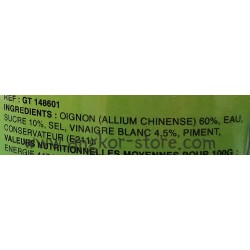 REF: GT 148601
INGREDIENTS : OIGNON (ALLIUM CHINENSE) 60%, EAU,
SUCRE 10%, SEL, VINAIGRE BLANC 4,5%, PIMENT,
CONSERVATEUR (E211)
VALEURS NUTRITIONNELLES MOYENNES POUR 100G :
ENERGIE